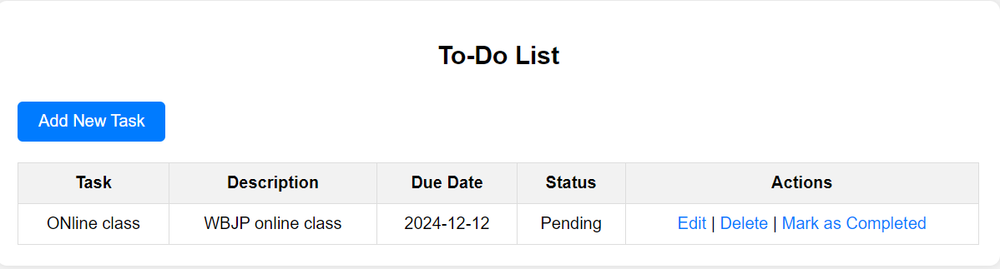 To-Do List
Add New Task
Task Description Due Date Status Actions
ONline class WBJP online class 2024-12-12 Pending Edit | Delete | Mark as Completed